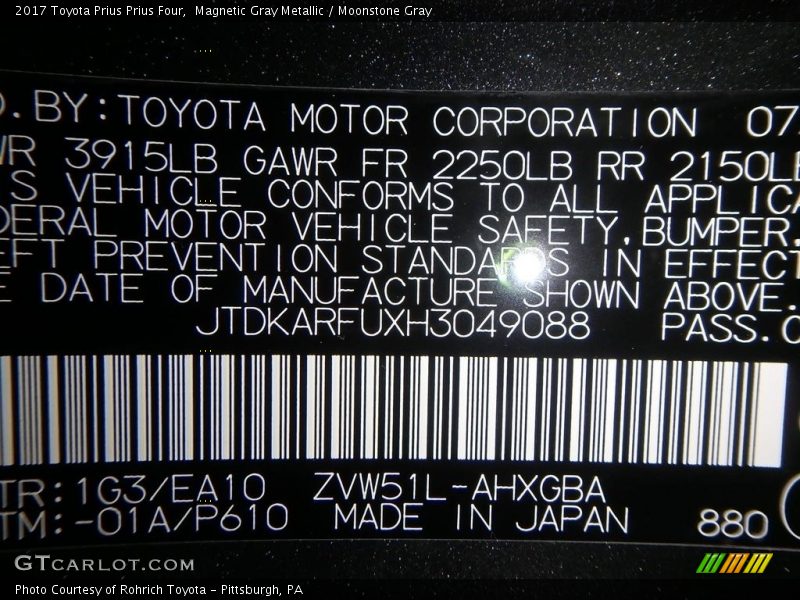 2017 Toyota Prius Prius Four,  Magnetic Gray Metallic / Moonstone Gray
D.BY:TOYOTA MOTOR CORPORATION 07
WR 3915LB GAWR FR 2250LB RR 2150LB
S VEHICLE CONFORMS TO ALL APPLICA
DERAL MOTOR VEHICLE SAFETY,BUMPER,
EFT PREVENTION STANDARDS IN EFFECT
E DATE OF MANUFACTURE SHOWN ABOVE.
JTDKARFUXH3049088 PASS.C
TR:1G3/EA10 ZVW51L-AHXGBA
TM:-01A/P610 MADE IN JAPAN 880
GTCARLOT.COM
Photo Courtesy of Rohrich Toyota - Pittsburgh, PA